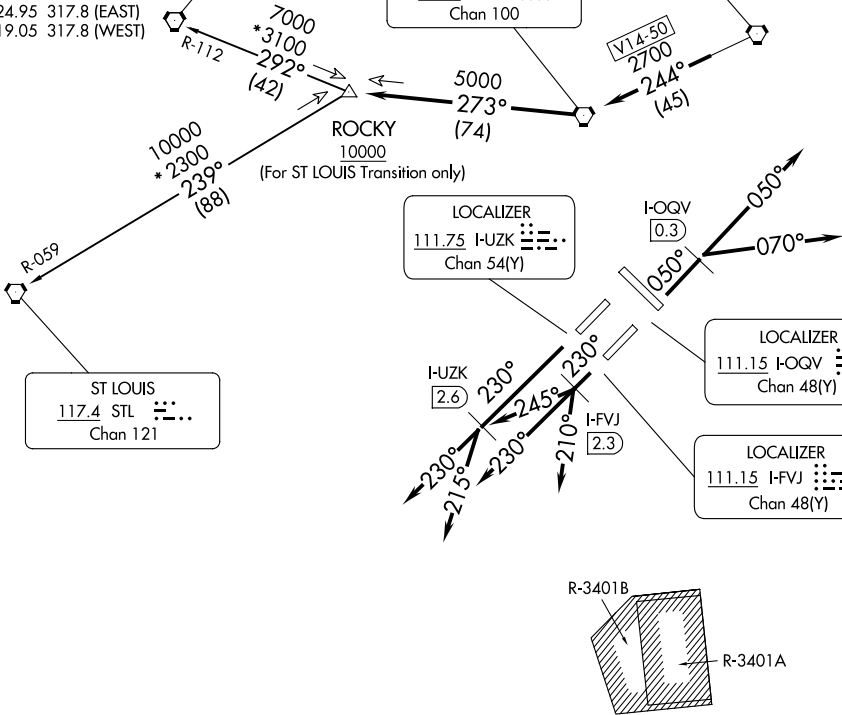 24.95 317.8 (EAST)
19.05 317.8 (WEST)
R-112
7000
*3100
292°
(42)
Chan 100
5000
273°
(74)
V14-50
2700
244°
(45)
ROCKY
10000
(For ST LOUIS Transition only)
10000
*2300
239°
(88)
R-059
LOCALIZER
111.75 I-UZK
Chan 54(Y)
I-OQV
0.3
050°
050°
070°
ST LOUIS
117.4 STL
Chan 121
I-UZK
2.6
230°
230°
245°
I-FVJ
2.3
230°
215°
230°
210°
LOCALIZER
111.15 I-OQV
Chan 48(Y)
LOCALIZER
111.15 I-FVJ
Chan 48(Y)
R-3401B
R-3401A